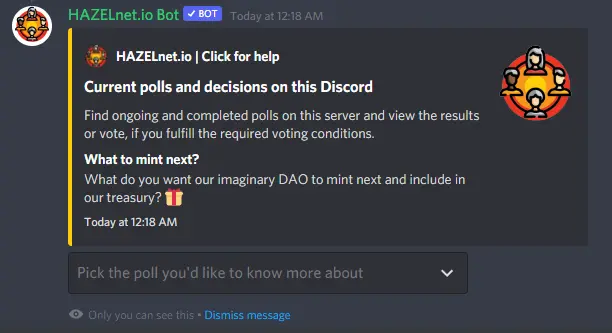 HAZELnet.io Bot ✓ BOT Today at 12:18 AM
HAZELnet.io | Click for help
Current polls and decisions on this Discord
Find ongoing and completed polls on this server and view the results
or vote, if you fulfill the required voting conditions.
What to mint next?
What do you want our imaginary DAO to mint next and include in
our treasury? 🎁
Today at 12:18 AM
Pick the poll you'd like to know more about
Only you can see this • Dismiss message